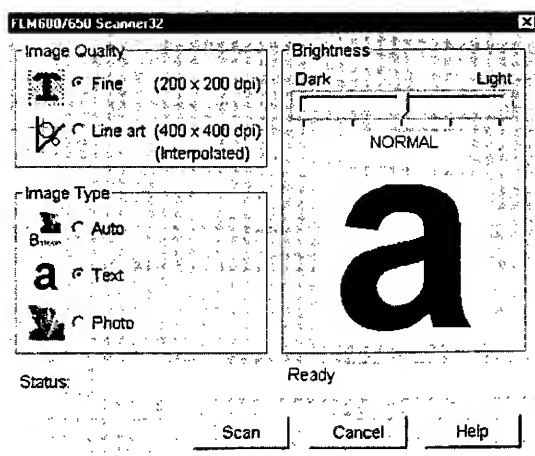 FLM600/650 Scanner32
Image Quality
Fine (200 x 200 dpi)
Line art (400 x 400 dpi)
(Interpolated)
Image Type
Auto
a Text
Photo
Brightness
Dark Light
NORMAL
a
Status: Ready
Scan Cancel Help